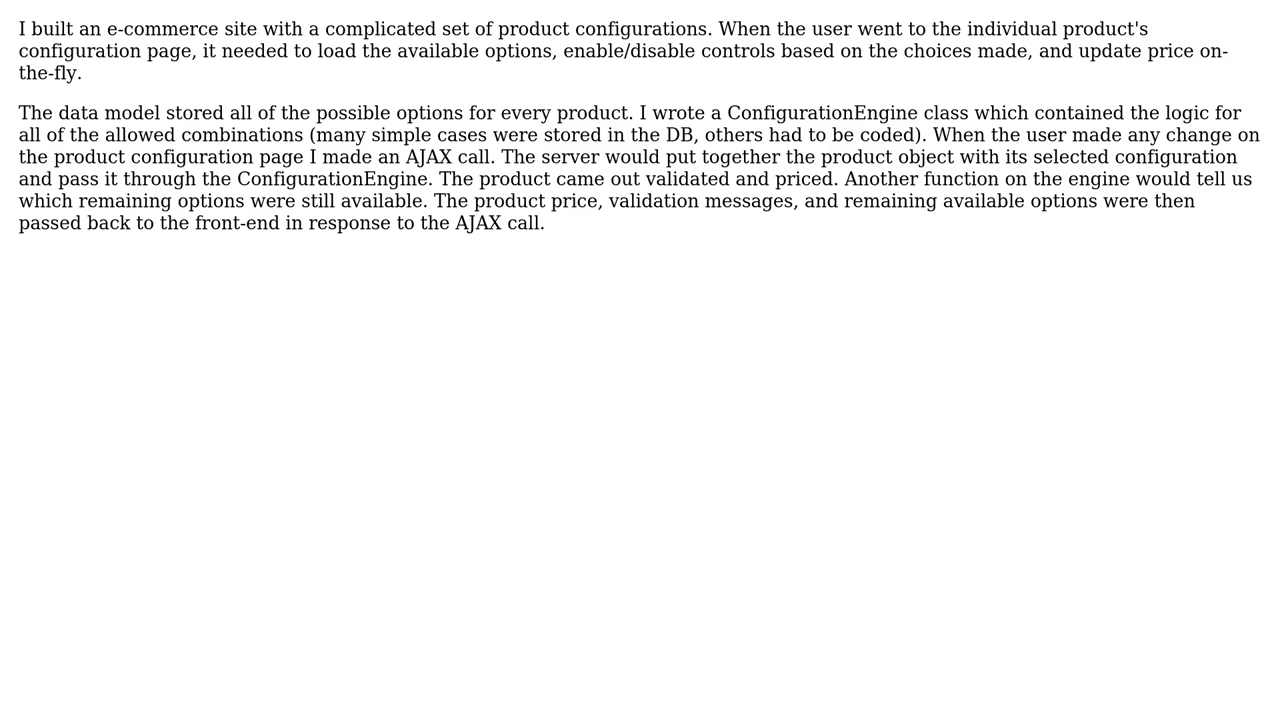 I built an e-commerce site with a complicated set of product configurations. When the user went to the individual product's
configuration page, it needed to load the available options, enable/disable controls based on the choices made, and update price on-
the-fly.
The data model stored all of the possible options for every product. I wrote a ConfigurationEngine class which contained the logic for
all of the allowed combinations (many simple cases were stored in the DB, others had to be coded). When the user made any change on
the product configuration page I made an AJAX call. The server would put together the product object with its selected configuration
and pass it through the ConfigurationEngine. The product came out validated and priced. Another function on the engine would tell us
which remaining options were still available. The product price, validation messages, and remaining available options were then
passed back to the front-end in response to the AJAX call.